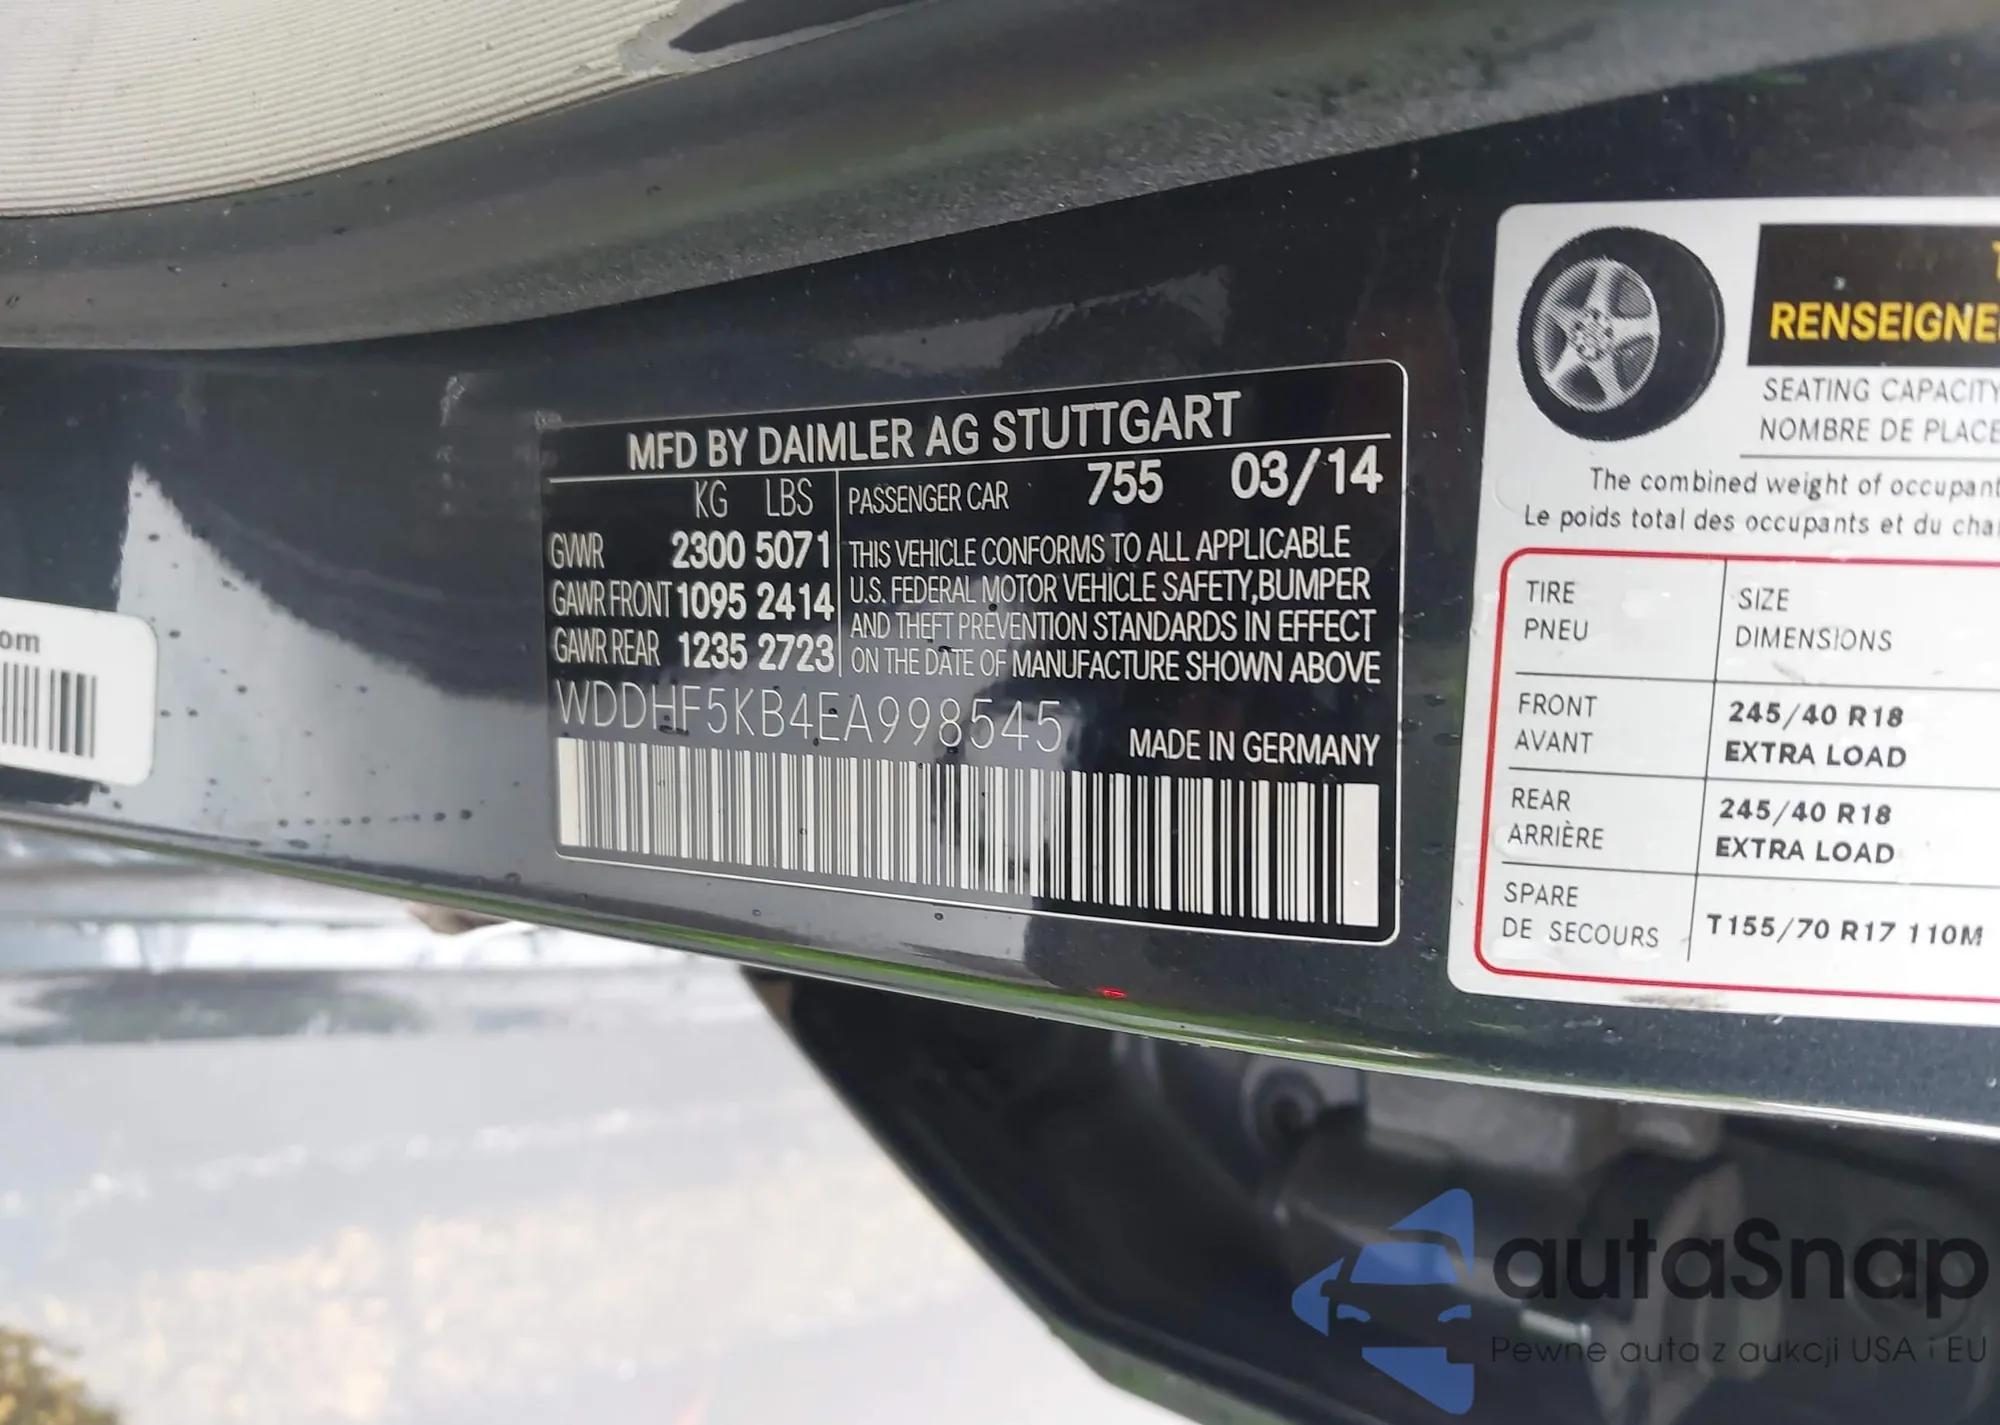 MFD BY DAIMLER AG STUTTGART
KG LBS
GVWR 2300 5071
GAWR FRONT 1095 2414
GAWR REAR 1235 2723
PASSENGER CAR 755 03/14
THIS VEHICLE CONFORMS TO ALL APPLICABLE
U.S. FEDERAL MOTOR VEHICLE SAFETY,BUMPER
AND THEFT PREVENTION STANDARDS IN EFFECT
ON THE DATE OF MANUFACTURE SHOWN ABOVE
WDDHF5KB4EA998545
MADE IN GERMANY
om
RENSEIGNE
SEATING CAPACITY
NOMBRE DE PLACE
The combined weight of occupant
Le poids total des occupants et du cha
TIRE SIZE
PNEU DIMENSIONS
FRONT 245/40 R18
AVANT EXTRA LOAD
REAR 245/40 R18
ARRIÈRE EXTRA LOAD
SPARE
DE SECOURS T155/70 R17 110M
autaSnap
Pewne auta z aukcji USA i EU